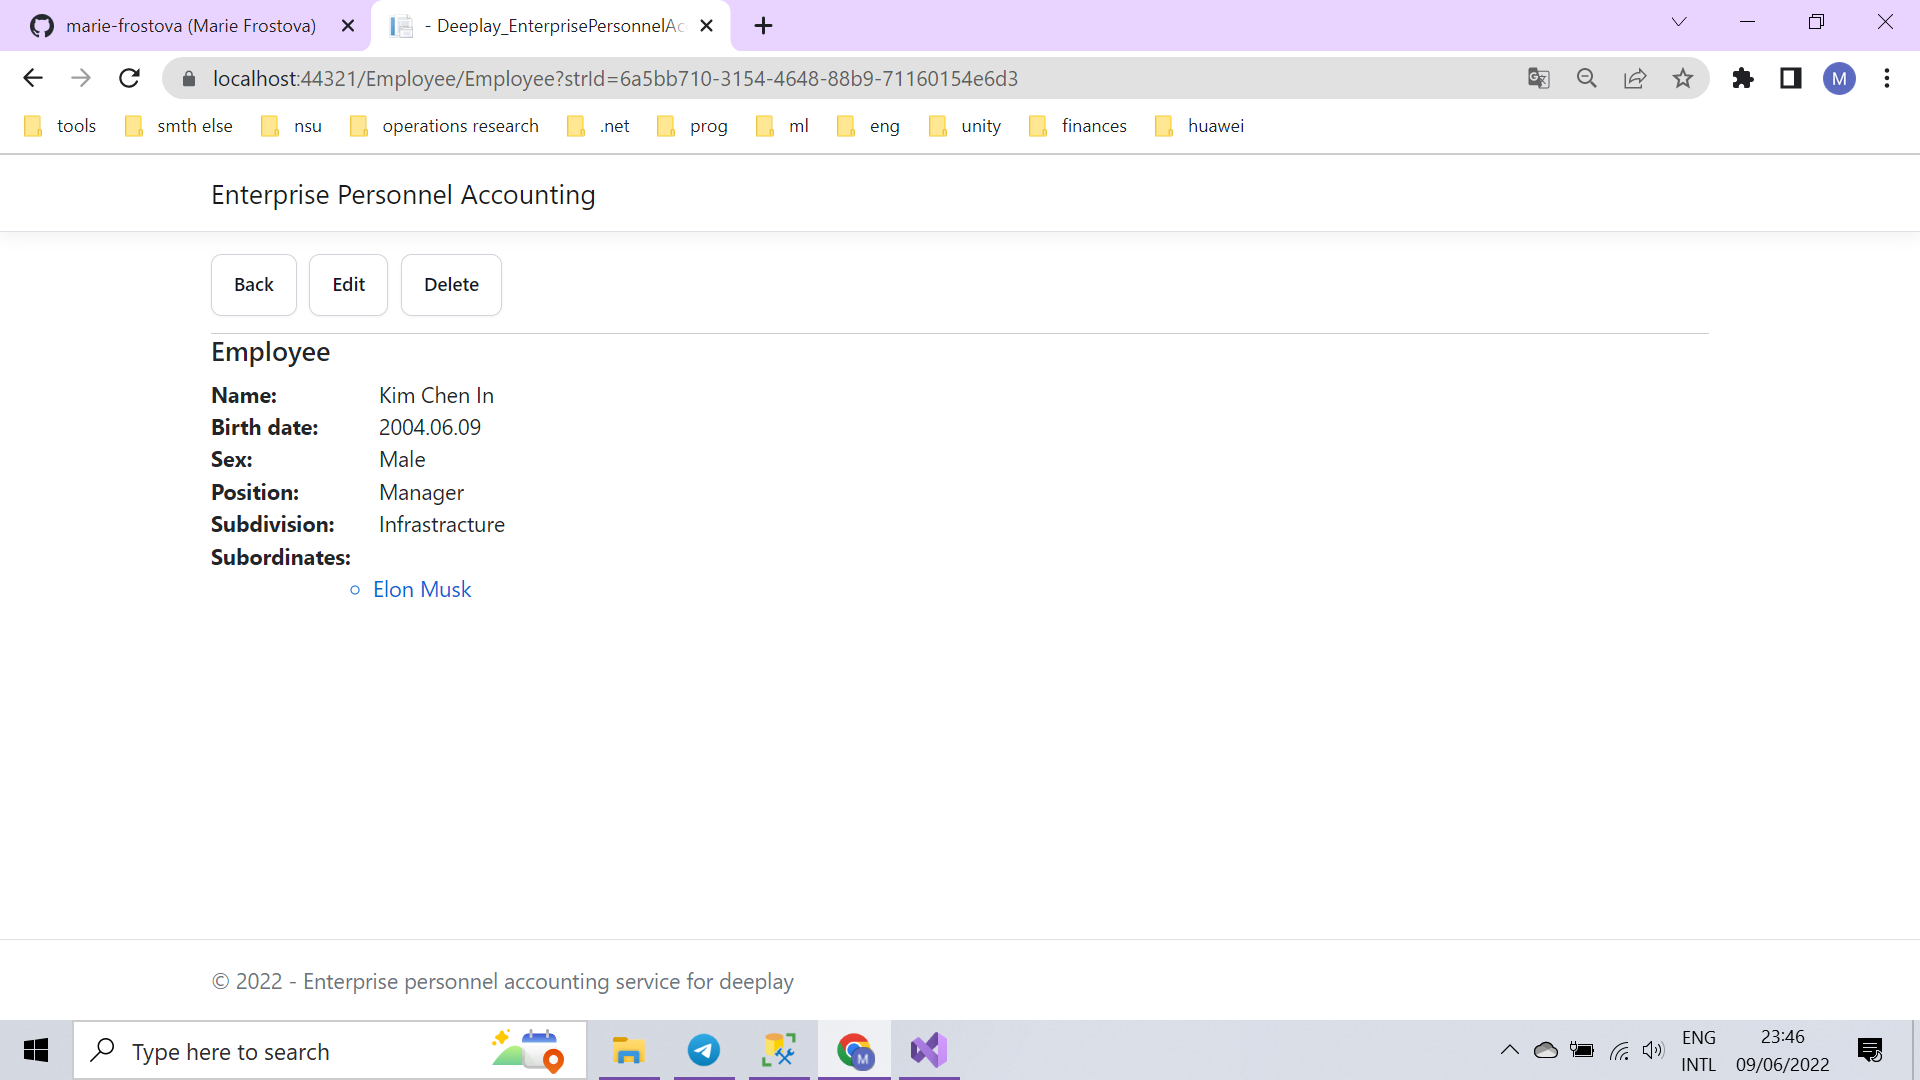 marie-frostova (Marie Frostova)
- Deeplay_EnterprisePersonnelAc
localhost:44321/Employee/Employee?strId=6a5bb710-3154-4648-88b9-71160154e6d3
M
tools smth else nsu operations research .net prog ml eng unity finances huawei
Enterprise Personnel Accounting
Back Edit Delete
Employee
Name: Kim Chen In
Birth date: 2004.06.09
Sex: Male
Position: Manager
Subdivision: Infrastracture
Subordinates:
Elon Musk
© 2022 - Enterprise personnel accounting service for deeplay
Type here to search
M
ENG
INTL
23:46
09/06/2022